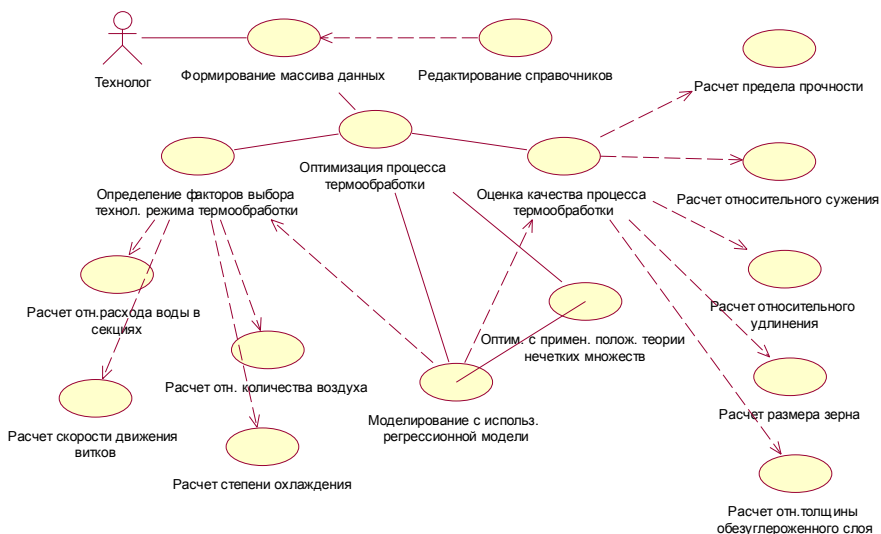 Технолог
Формирование массива данных
Редактирование справочников
Расчет предела прочности
Оптимизация процесса
термообработки
Определение факторов выбора
технол. режима термообработки
Оценка качества процесса
термообработки
Расчет относительного сужения
Расчет отн.расхода воды в
секциях
Расчет относительного
удлинения
Оптим. с примен. полож. теории
нечетких множеств
Расчет отн. количества воздуха
Моделирование с использ.
регрессионной модели
Расчет размера зерна
Расчет скорости движения
витков
Расчет степени охлаждения
Расчет отн.толщины
обезуглероженного слоя